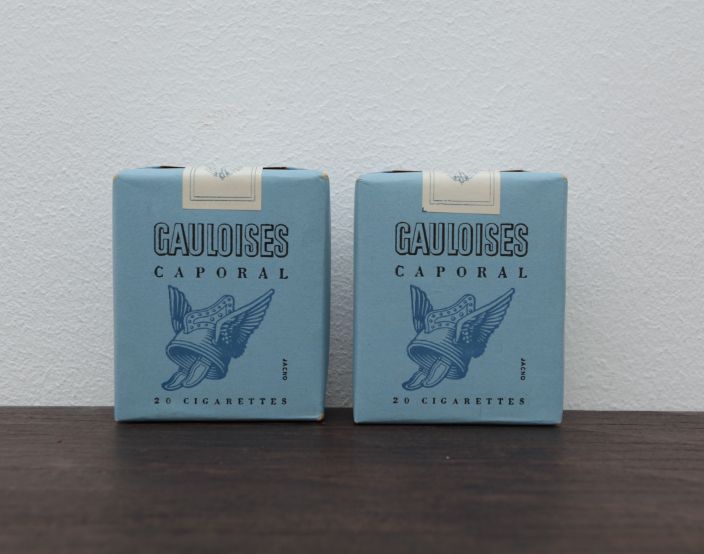 GAULOISES
CAPORAL
JACNO
20 CIGARETTES
GAULOISES
CAPORAL
JACNO
20 CIGARETTES